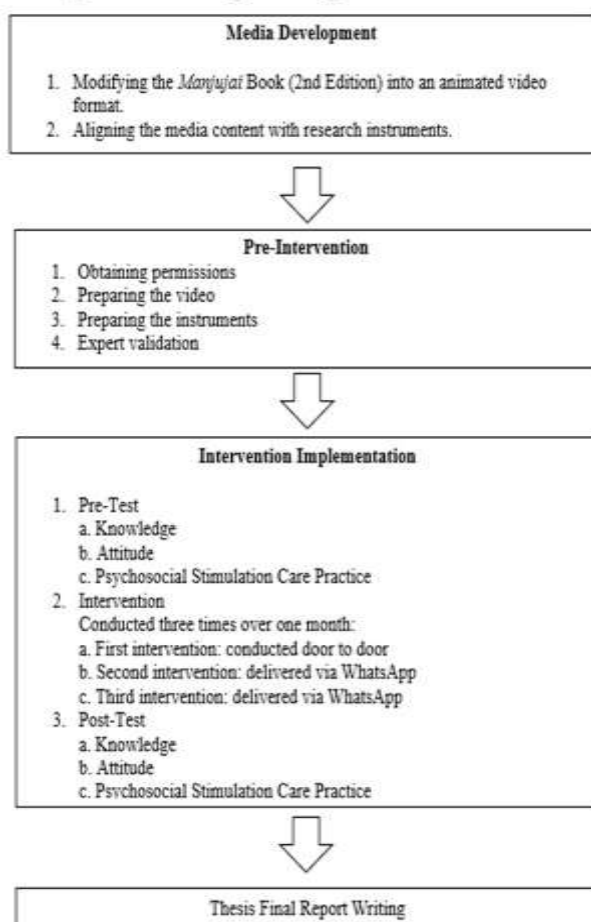 Media Development
1. Modifying the Manjujai Book (2nd Edition) into an animated video
format.
2. Aligning the media content with research instruments.
Pre-Intervention
1. Obtaining permissions
2. Preparing the video
3. Preparing the instruments
4. Expert validation
Intervention Implementation
1. Pre-Test
a. Knowledge
b. Attitude
c. Psychosocial Stimulation Care Practice
2. Intervention
Conducted three times over one month:
a. First intervention: conducted door to door
b. Second intervention: delivered via WhatsApp
c. Third intervention: delivered via WhatsApp
3. Post-Test
a. Knowledge
b. Attitude
c. Psychosocial Stimulation Care Practice
Thesis Final Report Writing